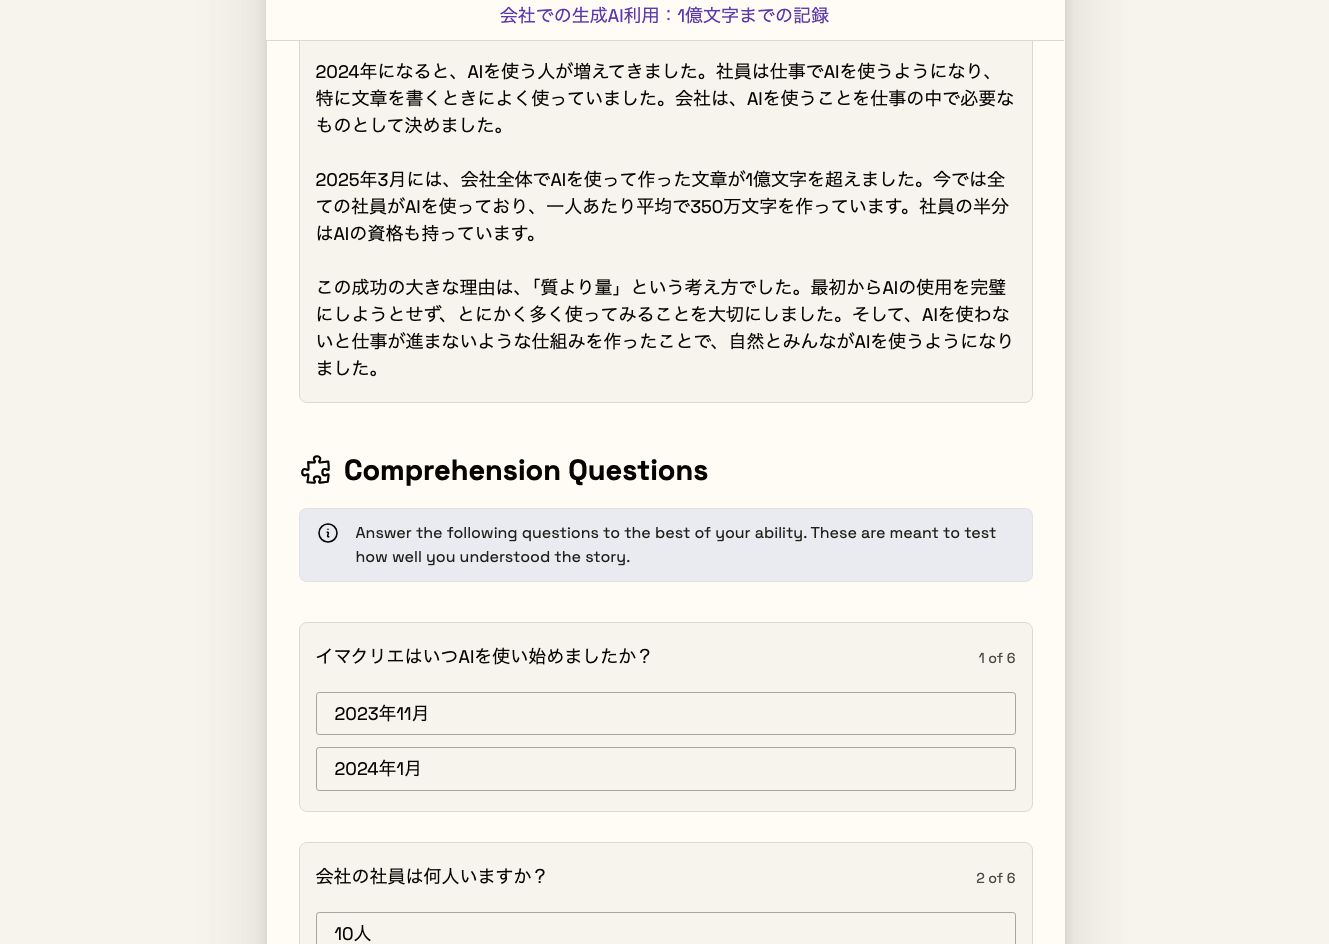 会社での生成AI利用：1億文字までの記録
2024年になると、AIを使う人が増えてきました。社員は仕事でAIを使うようになり、
特に文章を書くときによく使っていました。会社は、AIを使うことを仕事の中で必要な
ものとして決めました。
2025年3月には、会社全体でAIを使って作った文章が1億文字を超えました。今では全
ての社員がAIを使っており、一人あたり平均で350万文字を作っています。社員の半分
はAIの資格も持っています。
この成功の大きな理由は、「質より量」という考え方でした。最初からAIの使用を完璧
にしようとせず、とにかく多く使ってみることを大切にしました。そして、AIを使わな
いと仕事が進まないような仕組みを作ったことで、自然とみんながAIを使うようになり
ました。
Comprehension Questions
Answer the following questions to the best of your ability. These are meant to test
how well you understood the story.
イマクリエはいつAIを使い始めましたか？
1 of 6
2023年11月
2024年1月
会社の社員は何人いますか？
2 of 6
10人